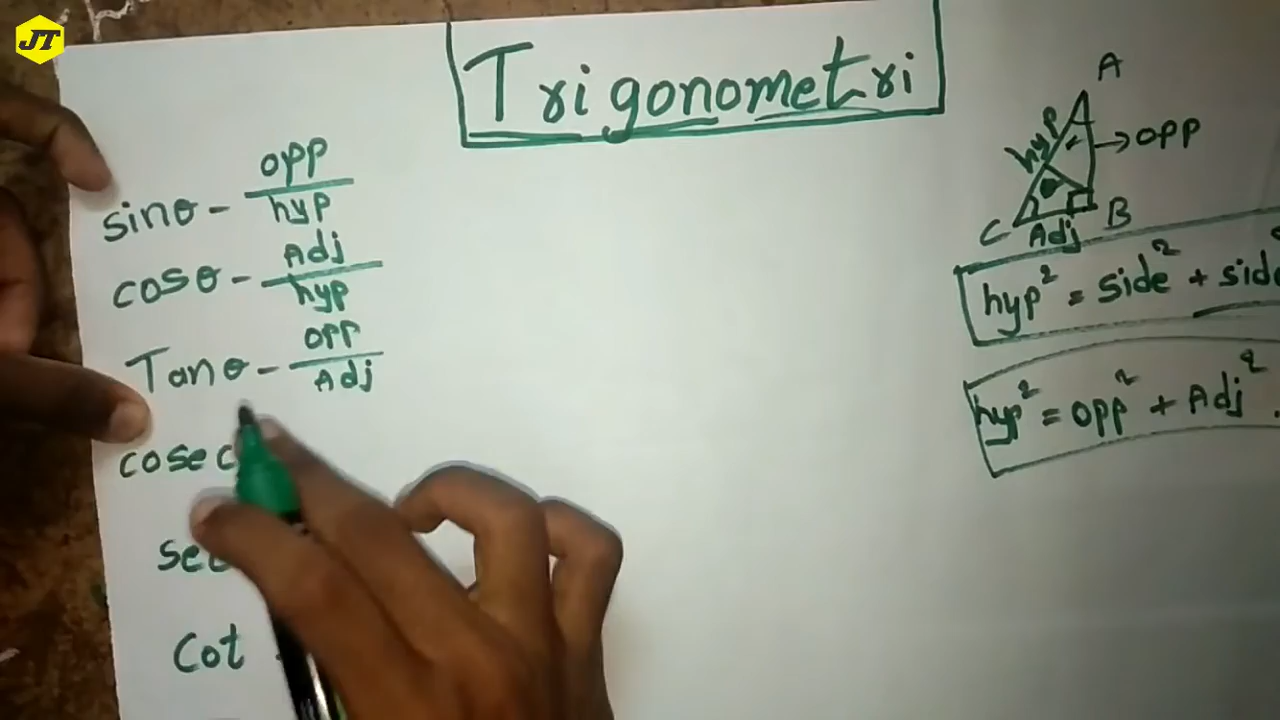 JT
Trigonometri
sinθ - opp
hyp
cosθ - Adj
hyp
Tanθ - opp
Adj
cosec
sec
cot
A
hyp
→ opp
C
Adj
B
hyp² = side² + side
hyp² = opp² + Adj²